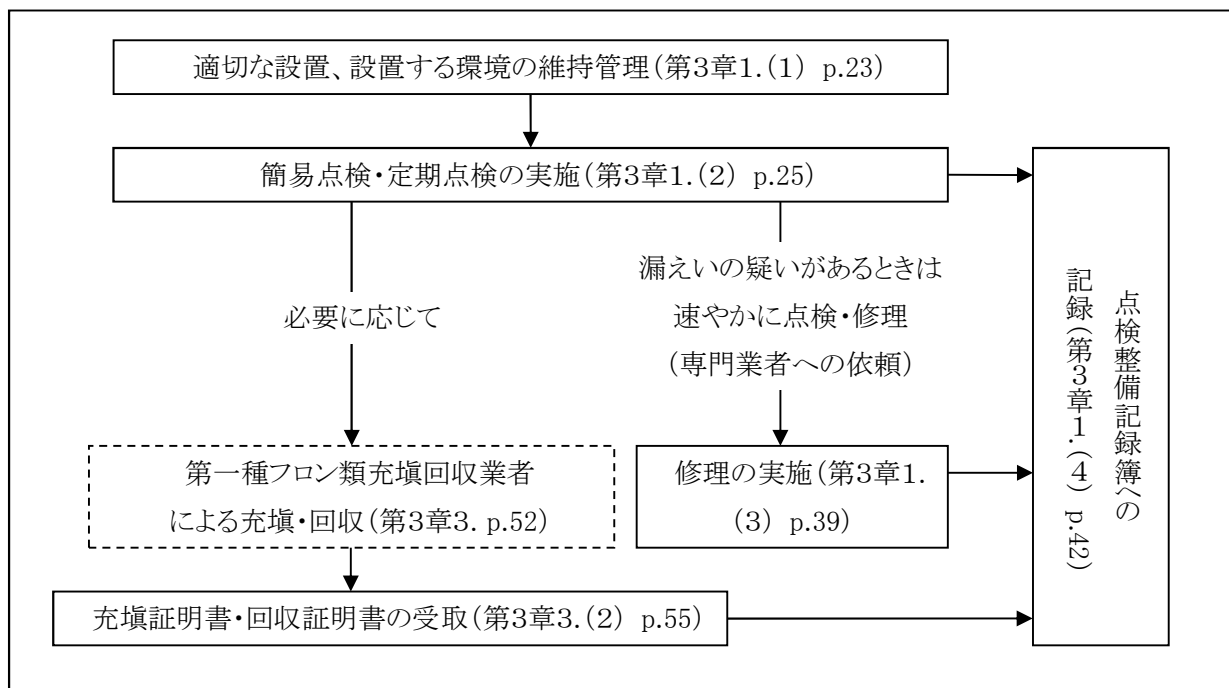 適切な設置、設置する環境の維持管理(第3章1.(1) p.23)
簡易点検・定期点検の実施(第3章1.(2) p.25)
必要に応じて
漏えいの疑いがあるときは
速やかに点検・修理
(専門業者への依頼)
第一種フロン類充塡回収業者
による充塡・回収(第3章3. p.52)
修理の実施(第3章1.
(3) p.39)
充塡証明書・回収証明書の受取(第3章3.(2) p.55)
点検整備記録簿への
記録(第3章1.(4) p.42)